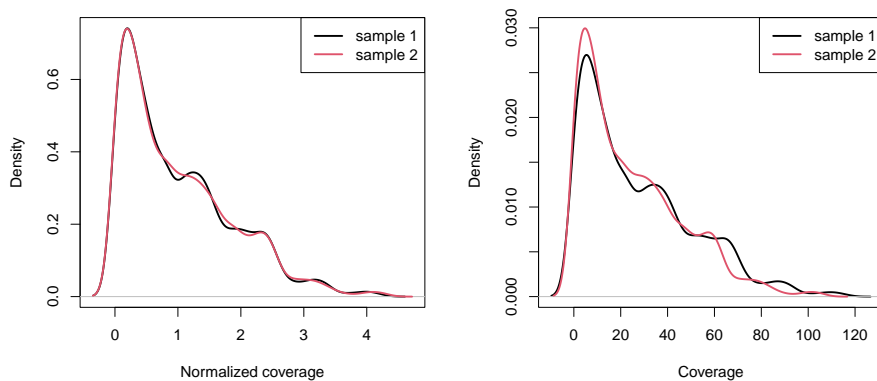 sample 1
sample 2
Density
0.0
0.2
0.4
0.6
0 1 2 3 4
Normalized coverage
sample 1
sample 2
Density
0.000
0.010
0.020
0.030
0 20 40 60 80 100 120
Coverage